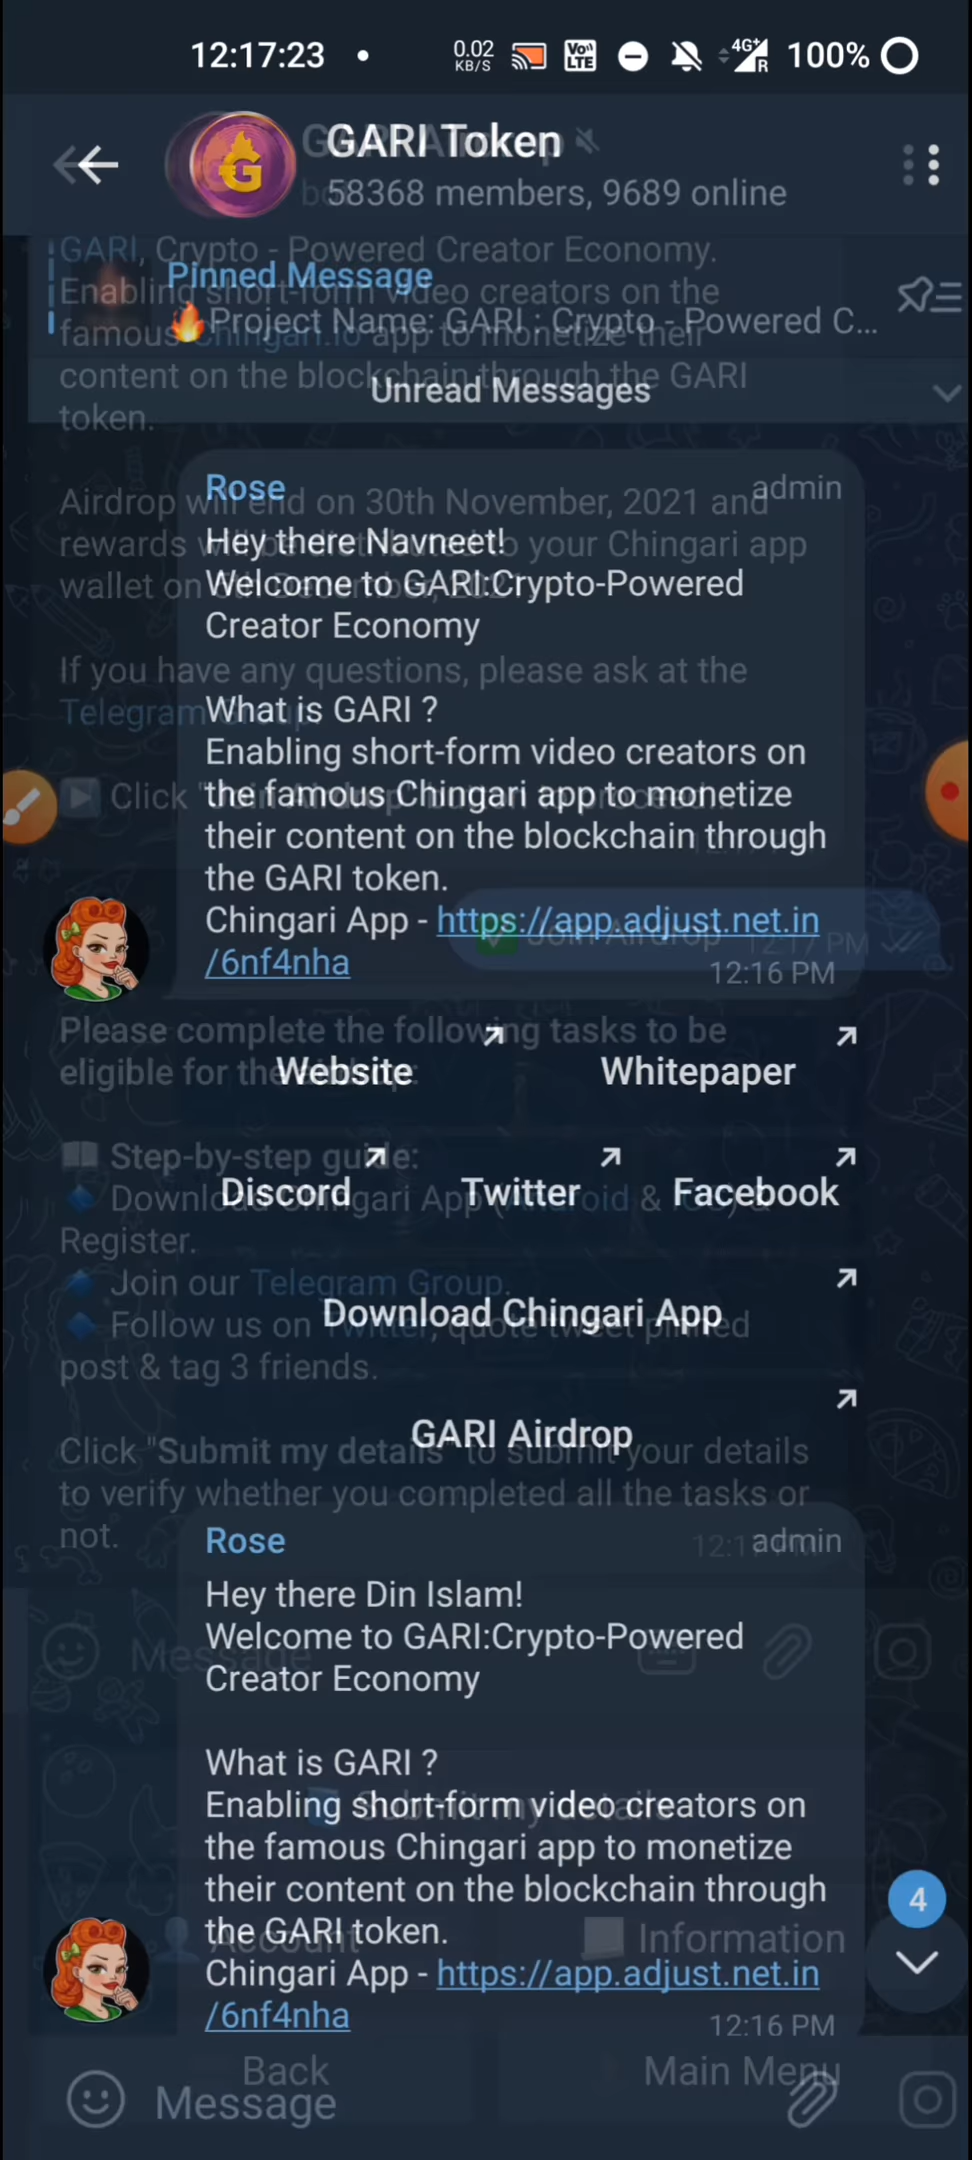 12:17:23
0.02
KB/S
Vo))
LTE
4G+
R
100%
GARI Token
58368 members, 9689 online
GARI, Crypto - Powered Creator Economy.
Pinned Message
Enabling short-form video creators on the
🔥Project Name: GARI : Crypto - Powered C...
famous Chingari.io app to monetize their
content on the blockchain through the GARI
Unread Messages
token.
Rose
admin
Airdrop will end on 30th November, 2021 and
Hey there Navneet!
rewards will be distributed to your Chingari app
Welcome to GARI:Crypto-Powered
wallet on
Creator Economy
If you have any questions, please ask at the
What is GARI ?
Telegram Group.
Enabling short-form video creators on
the famous Chingari app to monetize
Click "Join Airdrop" button to proceed...
their content on the blockchain through
the GARI token.
Chingari App - https://app.adjust.net.in
/6nf4nha
Join Airdrop
12:17 PM
12:16 PM
Please complete the following tasks to be
eligible for the
Website
Whitepaper
Step-by-step guide:
Discord
Twitter
Facebook
Download Chingari App (Android &
Register.
Join our Telegram Group.
Download Chingari App
Follow us on Twitter, quote tweet pinned
post & tag 3 friends.
GARI Airdrop
Click "Submit my details" to submit your details
to verify whether you completed all the tasks or
not.
Rose
admin
Hey there Din Islam!
Welcome to GARI:Crypto-Powered
Creator Economy
Message
What is GARI ?
Enabling short-form video creators on
Submit my details
the famous Chingari app to monetize
their content on the blockchain through
4
the GARI token.
Account
Information
Chingari App - https://app.adjust.net.in
/6nf4nha
12:16 PM
Back
Main Menu
Message